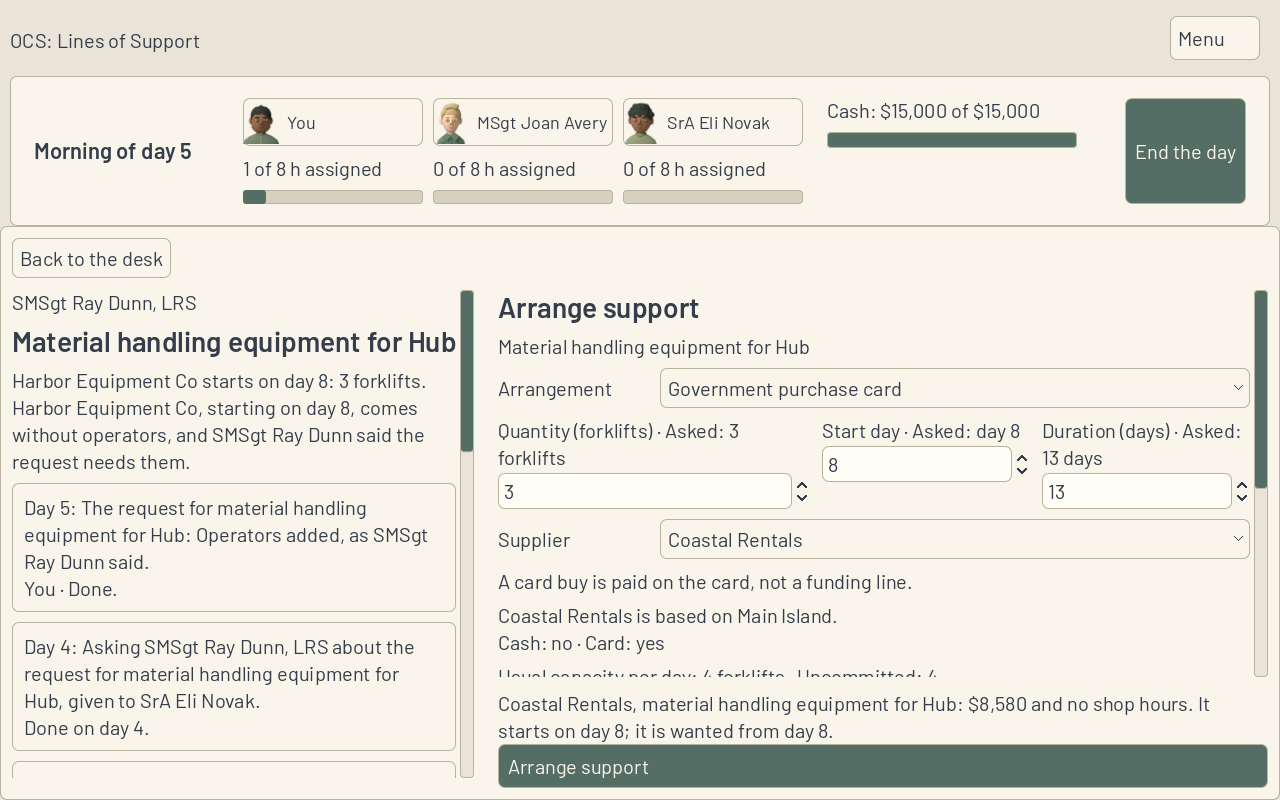 OCS: Lines of Support
Menu
Morning of day 5
You
1 of 8 h assigned
MSgt Joan Avery
0 of 8 h assigned
SrA Eli Novak
0 of 8 h assigned
Cash: $15,000 of $15,000
End the day
Back to the desk
SMSgt Ray Dunn, LRS
Material handling equipment for Hub
Harbor Equipment Co starts on day 8: 3 forklifts.
Harbor Equipment Co, starting on day 8, comes
without operators, and SMSgt Ray Dunn said the
request needs them.
Day 5: The request for material handling
equipment for Hub: Operators added, as SMSgt
Ray Dunn said.
You · Done.
Day 4: Asking SMSgt Ray Dunn, LRS about the
request for material handling equipment for
Hub, given to SrA Eli Novak.
Done on day 4.
Arrange support
Material handling equipment for Hub
Arrangement
Government purchase card
Quantity (forklifts) · Asked: 3
forklifts
3
Start day · Asked: day 8
8
Duration (days) · Asked:
13 days
13
Supplier
Coastal Rentals
A card buy is paid on the card, not a funding line.
Coastal Rentals is based on Main Island.
Cash: no · Card: yes
Usual capacity per day: 4 forklifts. Uncommitted: 4
Coastal Rentals, material handling equipment for Hub: $8,580 and no shop hours. It
starts on day 8; it is wanted from day 8.
Arrange support